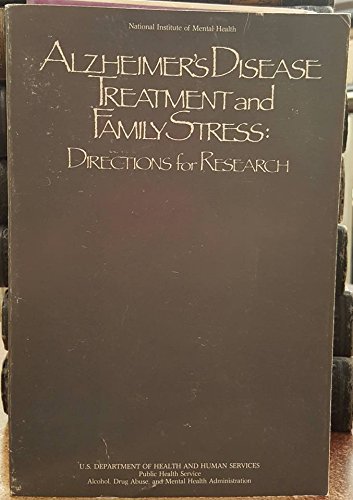 National Institute of Mental Health
ALZHEIMER'S DISEASE
TREATMENT and
FAMILY STRESS:
DIRECTIONS for RESEARCH
U.S. DEPARTMENT OF HEALTH AND HUMAN SERVICES
Public Health Service
Alcohol, Drug Abuse, and Mental Health Administration